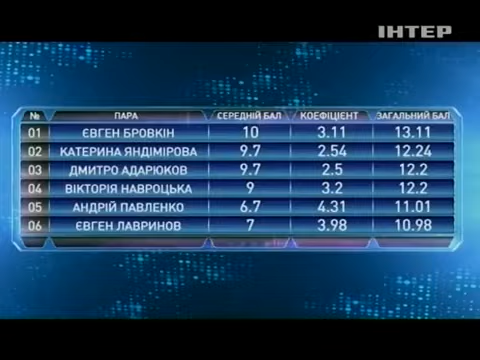 ІНТЕР
№ ПАРА СЕРЕДНІЙ БАЛ КОЕФІЦІЄНТ ЗАГАЛЬНИЙ БАЛ
01 ЄВГЕН БРОВКІН 10 3.11 13.11
02 КАТЕРИНА ЯНДІМІРОВА 9.7 2.54 12.24
03 ДМИТРО АДАРЮКОВ 9.7 2.5 12.2
04 ВІКТОРІЯ НАВРОЦЬКА 9 3.2 12.2
05 АНДРІЙ ПАВЛЕНКО 6.7 4.31 11.01
06 ЄВГЕН ЛАВРИНОВ 7 3.98 10.98